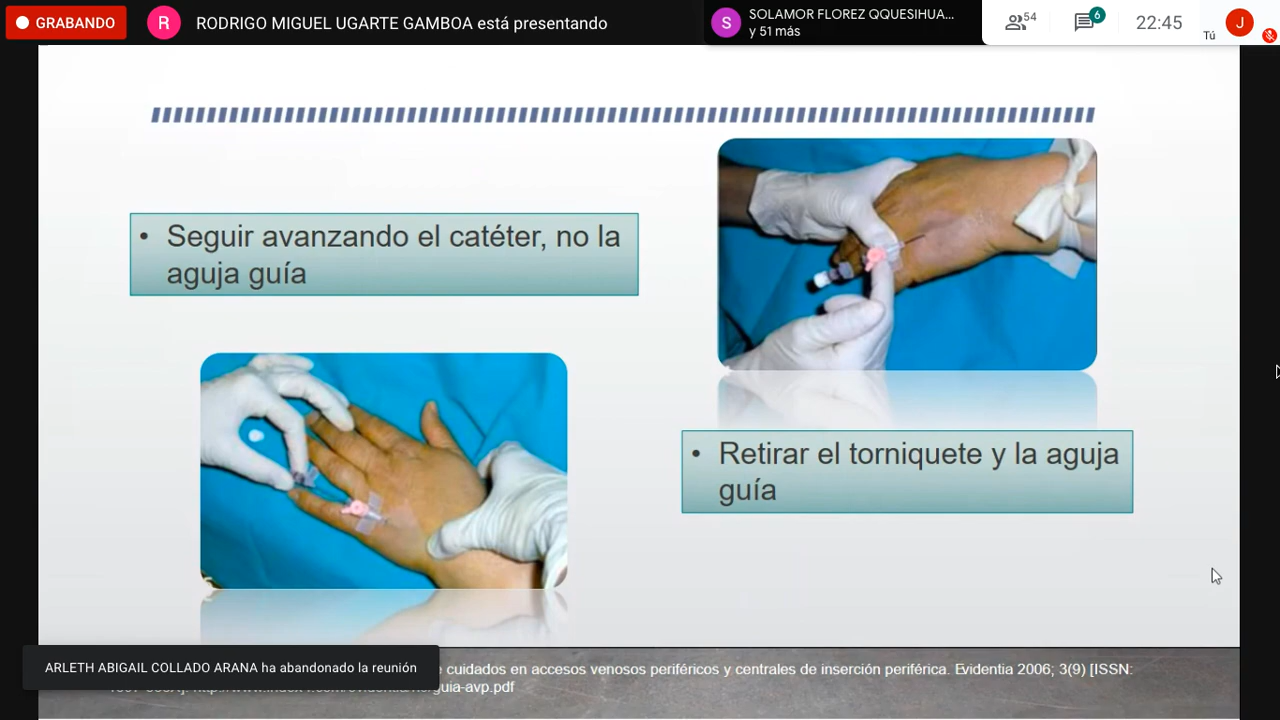 GRABANDO
R
RODRIGO MIGUEL UGARTE GAMBOA está presentando
S
SOLAMOR FLOREZ QQUESIHUA...
y 51 más
54
6
22:45
Tú
J
• Seguir avanzando el catéter, no la
aguja guía
• Retirar el torniquete y la aguja
guía
ARLETH ABIGAIL COLLADO ARANA ha abandonado la reunión
cuidados en accesos venosos periféricos y centrales de inserción periférica. Evidentia 2006; 3(9) [ISSN:
guia-avp.pdf